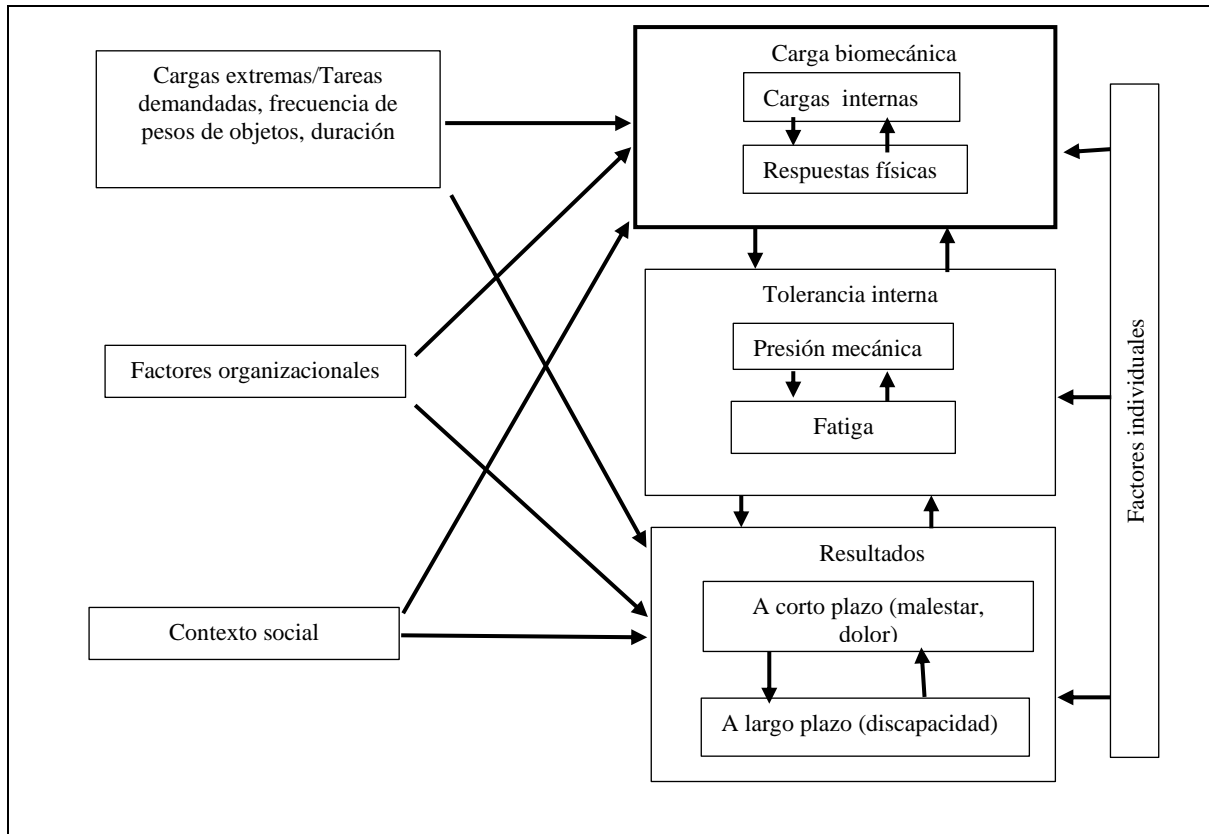 Cargas extremas/Tareas
demandadas, frecuencia de
pesos de objetos, duración
Factores organizacionales
Contexto social
Carga biomecánica
Cargas internas
Respuestas físicas
Tolerancia interna
Presión mecánica
Fatiga
Resultados
A corto plazo (malestar,
dolor)
A largo plazo (discapacidad)
Factores individuales